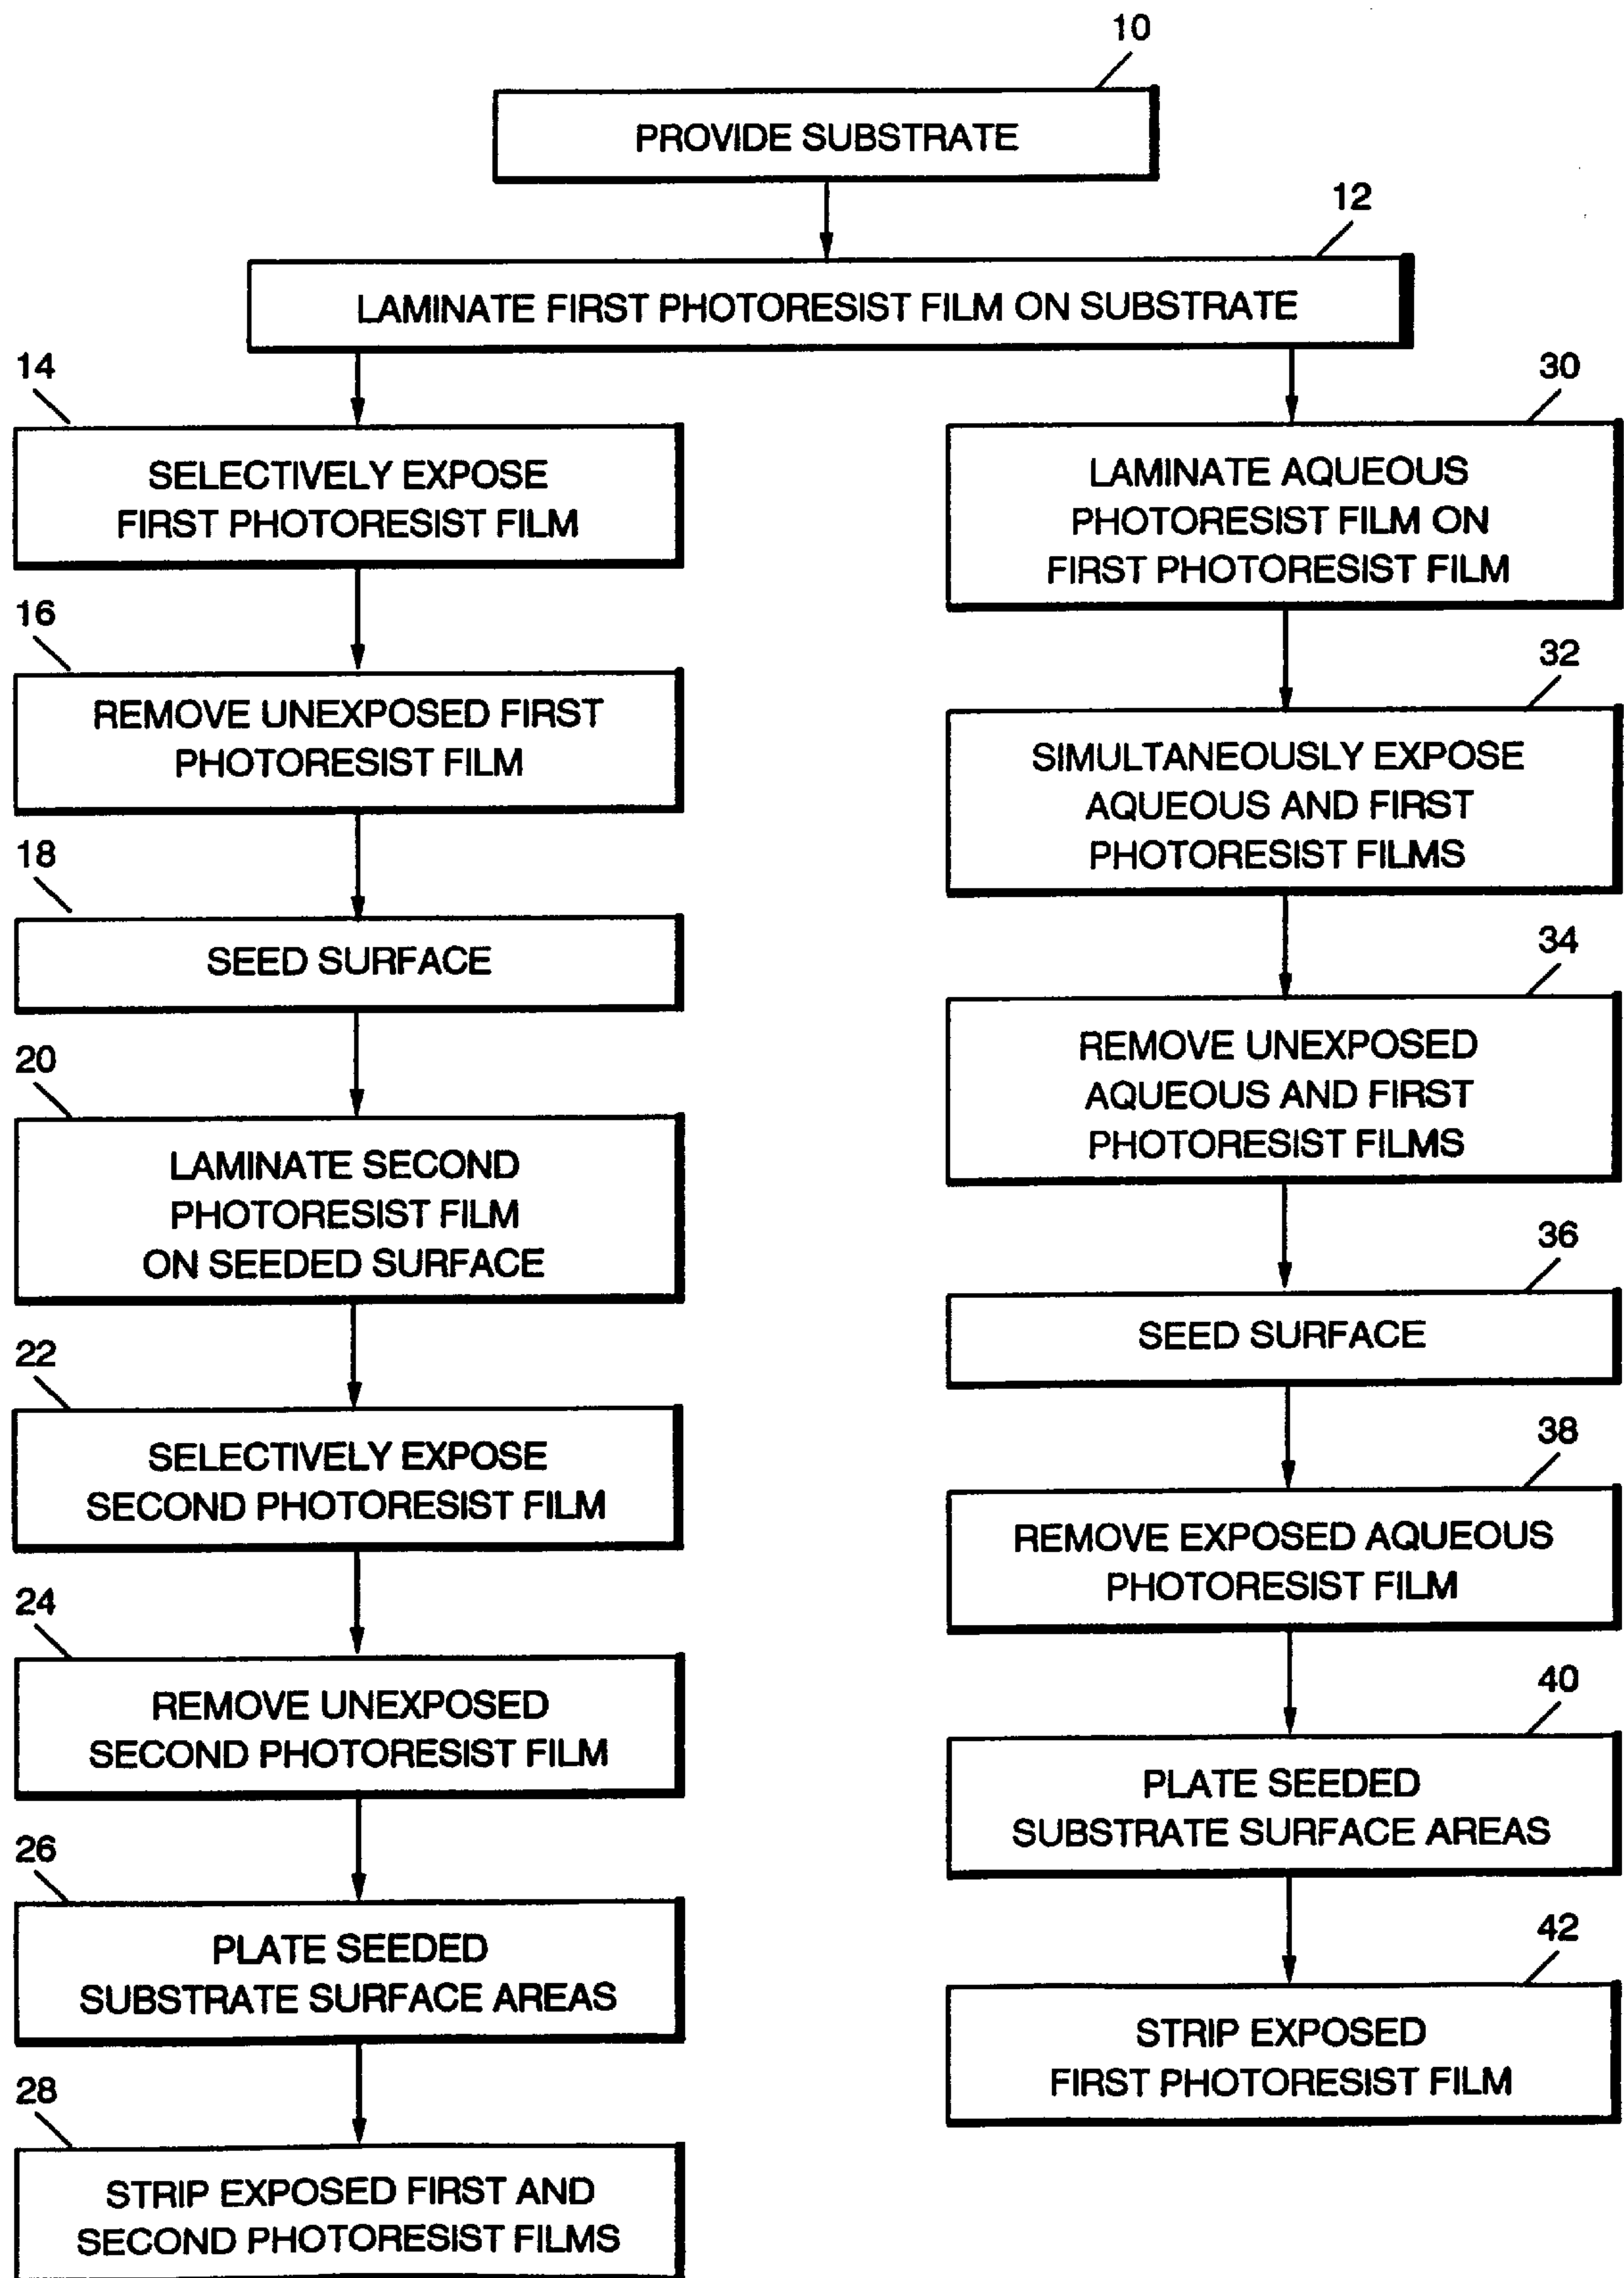 10
PROVIDE SUBSTRATE
12
LAMINATE FIRST PHOTORESIST FILM ON SUBSTRATE
14
SELECTIVELY EXPOSE
FIRST PHOTORESIST FILM
16
REMOVE UNEXPOSED FIRST
PHOTORESIST FILM
18
SEED SURFACE
20
LAMINATE SECOND
PHOTORESIST FILM
ON SEEDED SURFACE
22
SELECTIVELY EXPOSE
SECOND PHOTORESIST FILM
24
REMOVE UNEXPOSED
SECOND PHOTORESIST FILM
26
PLATE SEEDED
SUBSTRATE SURFACE AREAS
28
STRIP EXPOSED FIRST AND
SECOND PHOTORESIST FILMS
30
LAMINATE AQUEOUS
PHOTORESIST FILM ON
FIRST PHOTORESIST FILM
32
SIMULTANEOUSLY EXPOSE
AQUEOUS AND FIRST
PHOTORESIST FILMS
34
REMOVE UNEXPOSED
AQUEOUS AND FIRST
PHOTORESIST FILMS
36
SEED SURFACE
38
REMOVE EXPOSED AQUEOUS
PHOTORESIST FILM
40
PLATE SEEDED
SUBSTRATE SURFACE AREAS
42
STRIP EXPOSED
FIRST PHOTORESIST FILM